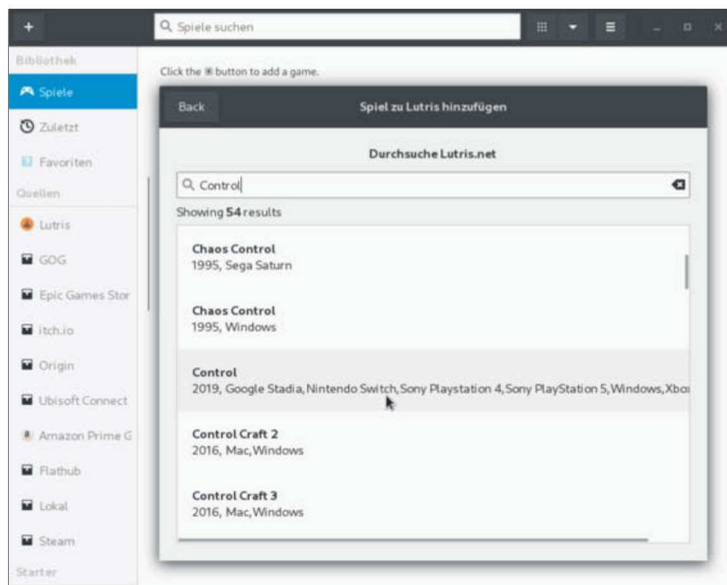 Spiele suchen
Bibliothek
Spiele
Zuletzt
Favoriten
Quellen
Lutris
GOG
Epic Games Stor
itch.io
Origin
Ubisoft Connect
Amazon Prime G
Flathub
Lokal
Steam
Starter
Click the button to add a game.
Back
Spiel zu Lutris hinzufügen
Durchsuche Lutris.net
Control
Showing 54 results
Chaos Control
1995, Sega Saturn
Chaos Control
1995, Windows
Control
2019, Google Stadia,Nintendo Switch,Sony Playstation 4,Sony PlayStation 5,Windows,Xbo
Control Craft 2
2016, Mac,Windows
Control Craft 3
2016, Mac,Windows